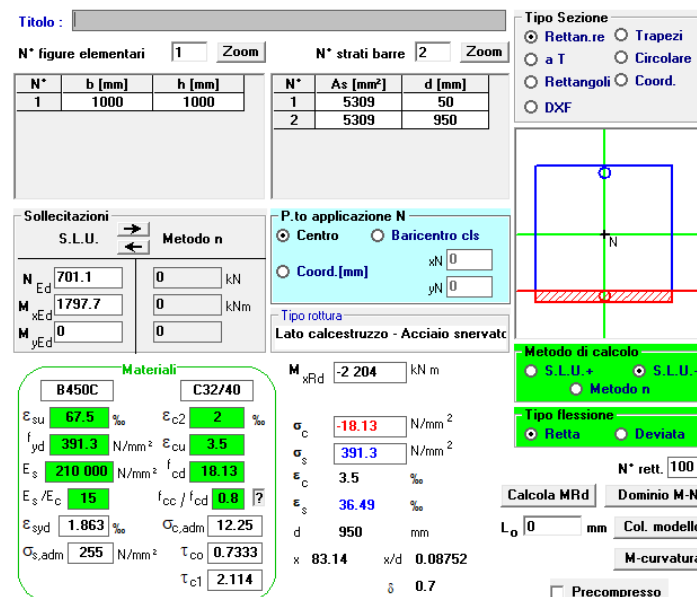 Titolo :
N° figure elementari 1 Zoom N° strati barre 2 Zoom
N° b [mm] h [mm]
1 1000 1000
N° As [mm²] d [mm]
1 5309 50
2 5309 950
Tipo Sezione
Rettan.re Trapezi
a T Circolare
Rettangoli Coord.
DXF
N
Sollecitazioni
S.L.U. Metodo n
N Ed 701.1 0 kN
M xEd 1797.7 0 kNm
M yEd 0 0
P.to applicazione N
Centro Baricentro cls
Coord.[mm] xN 0
yN 0
Tipo rottura
Lato calcestruzzo - Acciaio snervato
Materiali
B450C C32/40
εsu 67.5 ‰ εc2 2 ‰
fyd 391.3 N/mm² εcu 3.5
Es 210 000 N/mm² fcd 18.13
Es/Ec 15 fcc / fcd 0.8 ?
εsyd 1.863 ‰ σc,adm 12.25
σs,adm 255 N/mm² τco 0.7333
τc1 2.114
M xRd -2 204 kN m
σc -18.13 N/mm²
σs 391.3 N/mm²
εc 3.5 ‰
εs 36.49 ‰
d 950 mm
x 83.14 x/d 0.08752
δ 0.7
Metodo di calcolo
S.L.U.+ S.L.U.-
Metodo n
Tipo flessione
Retta Deviata
N° rett. 100
Calcola MRd Dominio M-N
Lo 0 mm Col. modello
M-curvatura
Precompresso